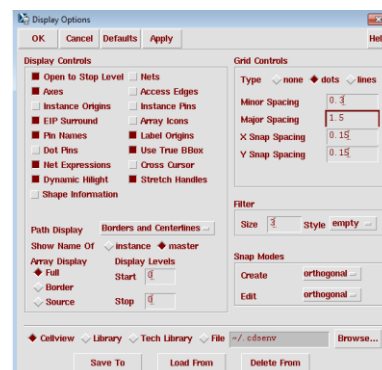 Display Options
OK Cancel Defaults Apply Hel
Display Controls
Open to Stop Level Nets
Axes Access Edges
Instance Origins Instance Pins
EIP Surround Array Icons
Pin Names Label Origins
Dot Pins Use True BBox
Net Expressions Cross Cursor
Dynamic Hilight Stretch Handles
Shape Information
Path Display Borders and Centerlines
Show Name Of instance master
Array Display Display Levels
Full Start 0
Border
Source Stop 0
Grid Controls
Type none dots lines
Minor Spacing 0.3
Major Spacing 1.5
X Snap Spacing 0.15
Y Snap Spacing 0.15
Filter
Size 3 Style empty
Snap Modes
Create orthogonal
Edit orthogonal
Cellview Library Tech Library File ~/.cdsenv Browse...
Save To Load From Delete From